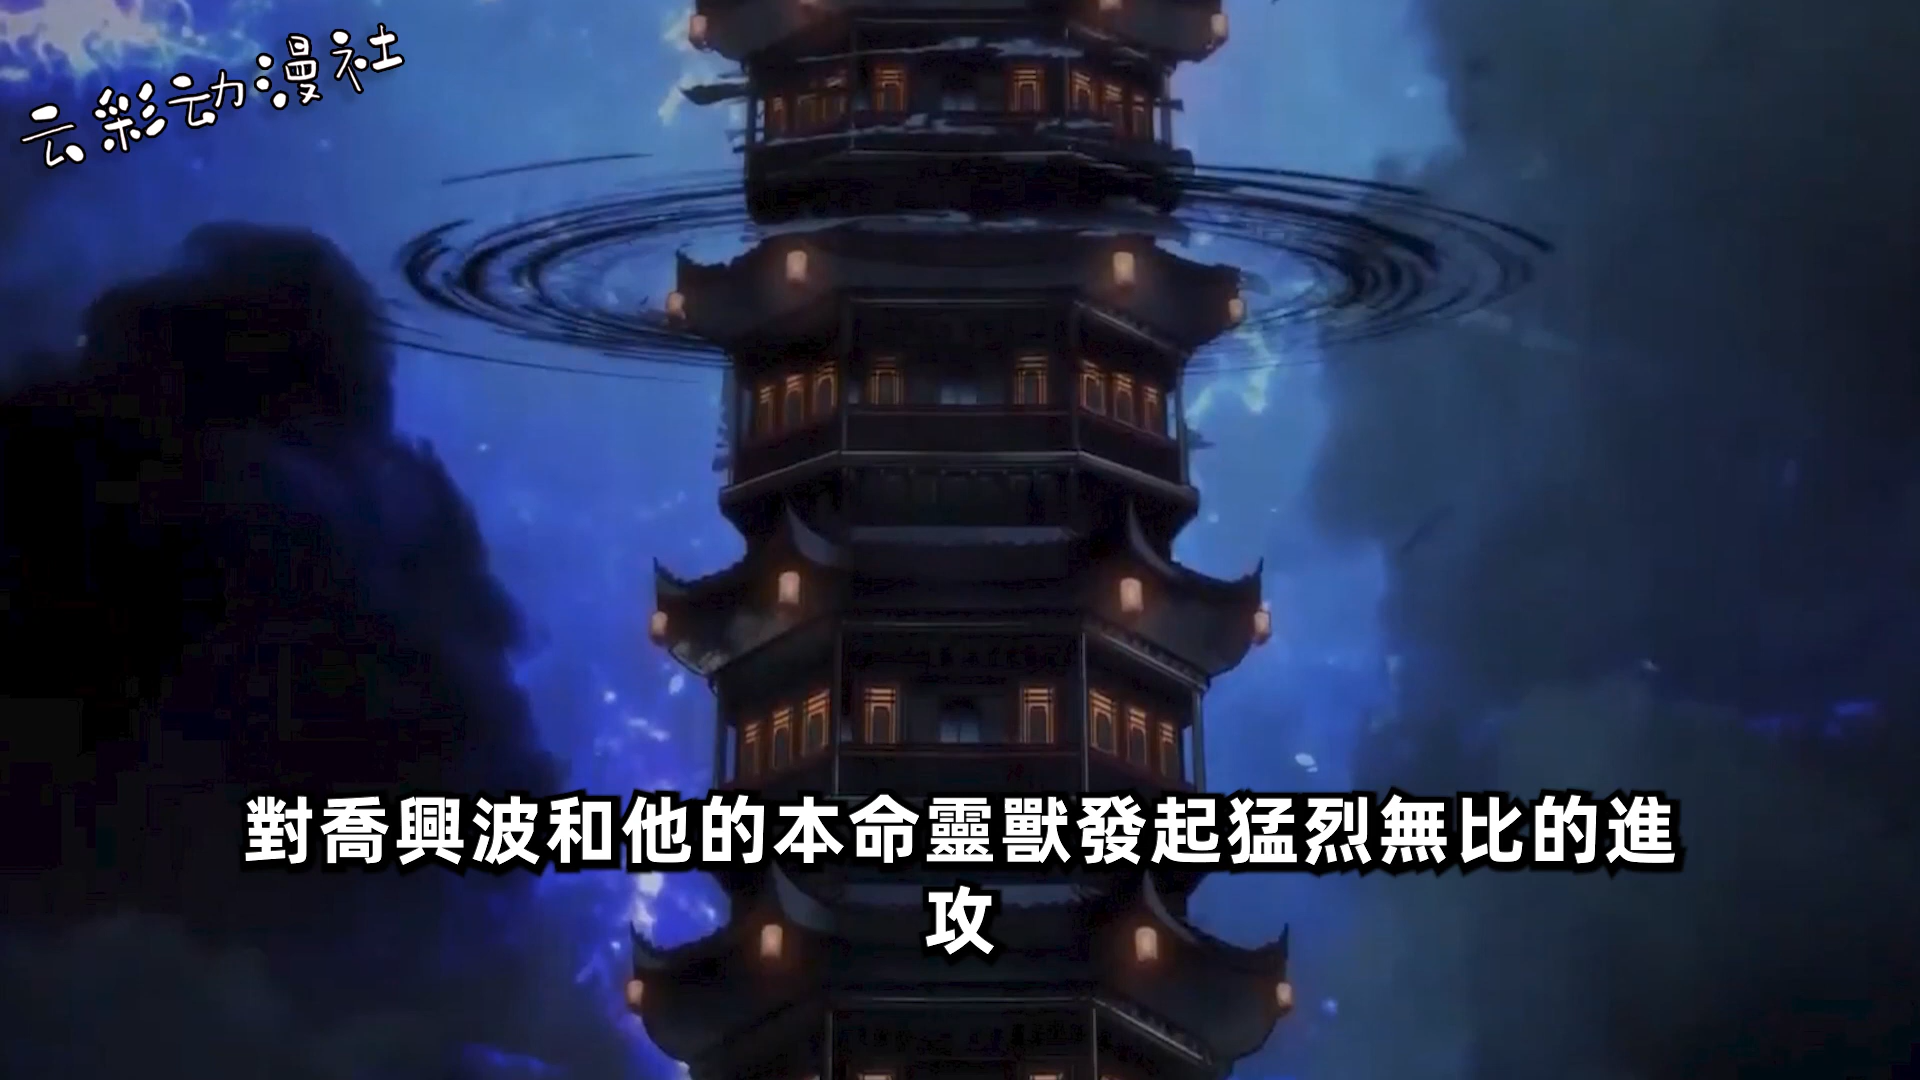 云彩动漫社
對喬興波和他的本命靈獸發起猛烈無比的進
攻